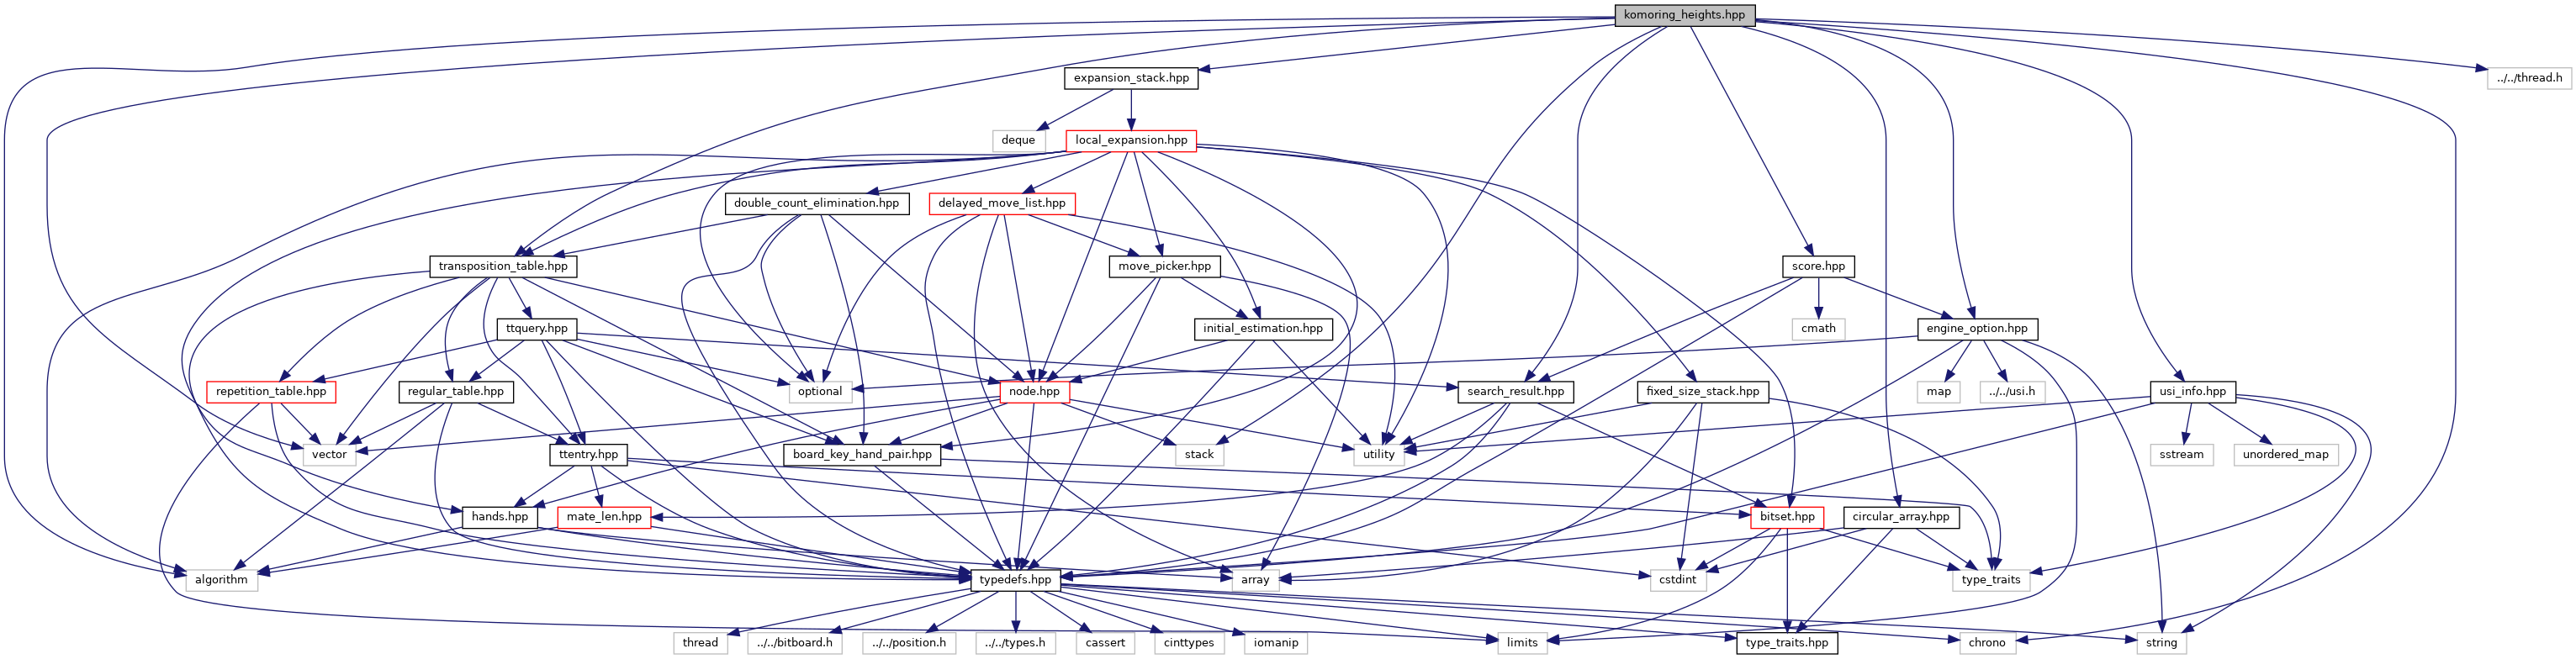 komoring_heights.hpp
expansion_stack.hpp
../../thread.h
deque
local_expansion.hpp
double_count_elimination.hpp
delayed_move_list.hpp
transposition_table.hpp
move_picker.hpp
score.hpp
ttquery.hpp
initial_estimation.hpp
cmath
engine_option.hpp
repetition_table.hpp
regular_table.hpp
optional
node.hpp
search_result.hpp
fixed_size_stack.hpp
map
../../usi.h
usi_info.hpp
vector
ttentry.hpp
board_key_hand_pair.hpp
stack
utility
sstream
unordered_map
hands.hpp
mate_len.hpp
bitset.hpp
circular_array.hpp
algorithm
typedefs.hpp
array
cstdint
type_traits
thread
../../bitboard.h
../../position.h
../../types.h
cassert
cinttypes
iomanip
limits
type_traits.hpp
chrono
string